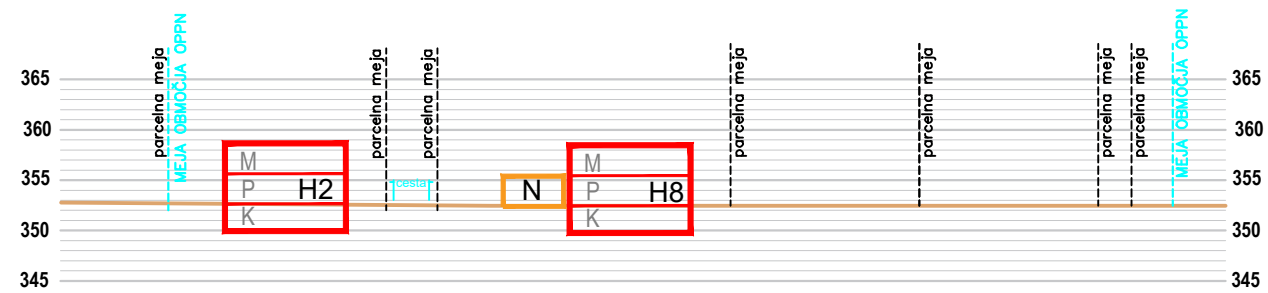 parcelna meja
MEJA OBMOČJA OPPN
parcelna meja
parcelna meja
parcelna meja
parcelna meja
parcelna meja
parcelna meja
MEJA OBMOČJA OPPN
365 365
360 360
355 355
350 350
345 345
M
P H2
K
cesta
N
M
P H8
K